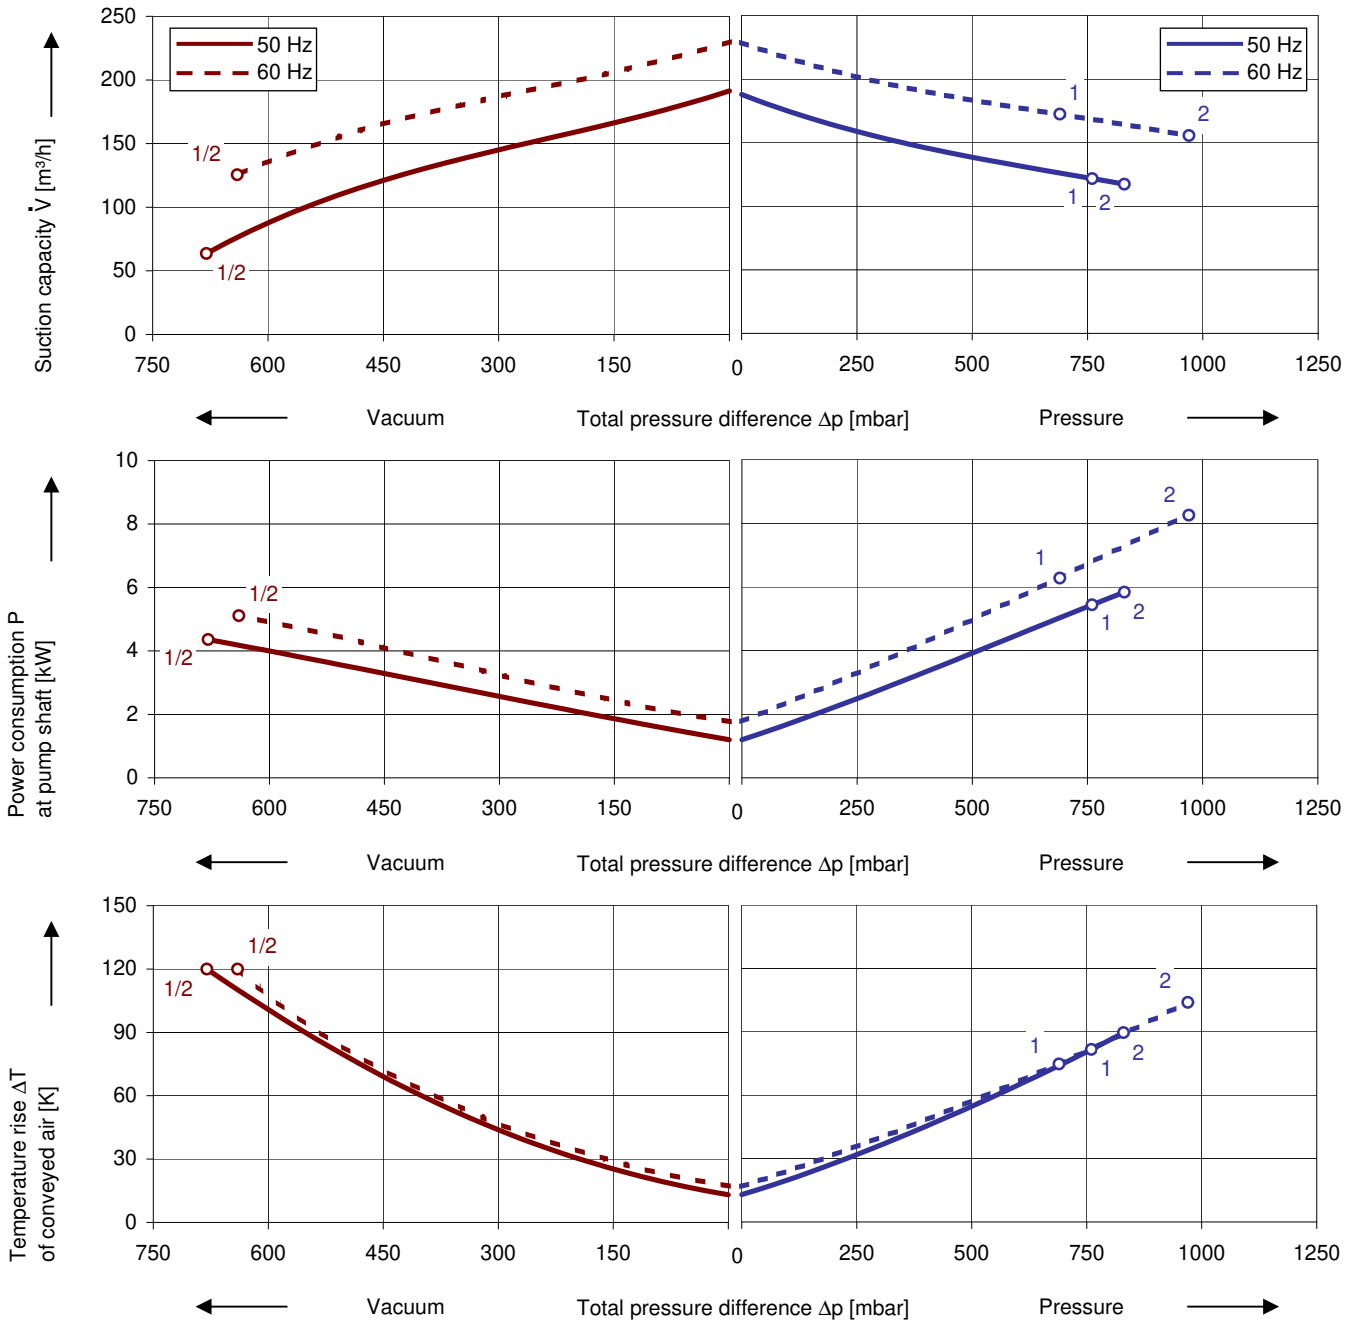 250
200
150
100
50
0
Suction capacity V̇ [m³/h]
50 Hz
60 Hz
1/2
1/2
50 Hz
60 Hz
1
2
1
2
750 600 450 300 150 0 250 500 750 1000 1250
Vacuum Total pressure difference Δp [mbar] Pressure
10
8
6
4
2
0
Power consumption P
at pump shaft [kW]
1/2
1/2
2
1
1
2
750 600 450 300 150 0 250 500 750 1000 1250
Vacuum Total pressure difference Δp [mbar] Pressure
150
120
90
60
30
0
Temperature rise ΔT
of conveyed air [K]
1/2
1/2
2
1
1
2
750 600 450 300 150 0 250 500 750 1000 1250
Vacuum Total pressure difference Δp [mbar] Pressure